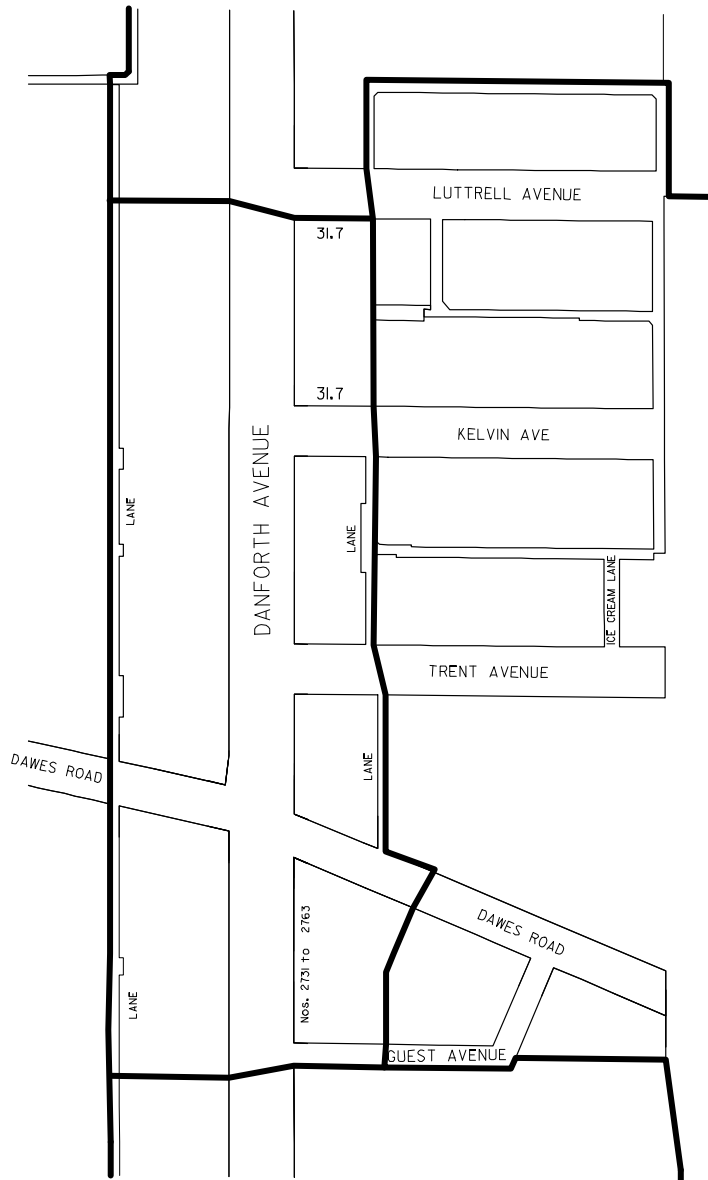 LUTTRELL AVENUE
31.7
31.7
KELVIN AVE
DANFORTH AVENUE
LANE
LANE
ICE CREAM LANE
TRENT AVENUE
DAWES ROAD
LANE
Nos. 2731 to 2763
DAWES ROAD
LANE
GUEST AVENUE